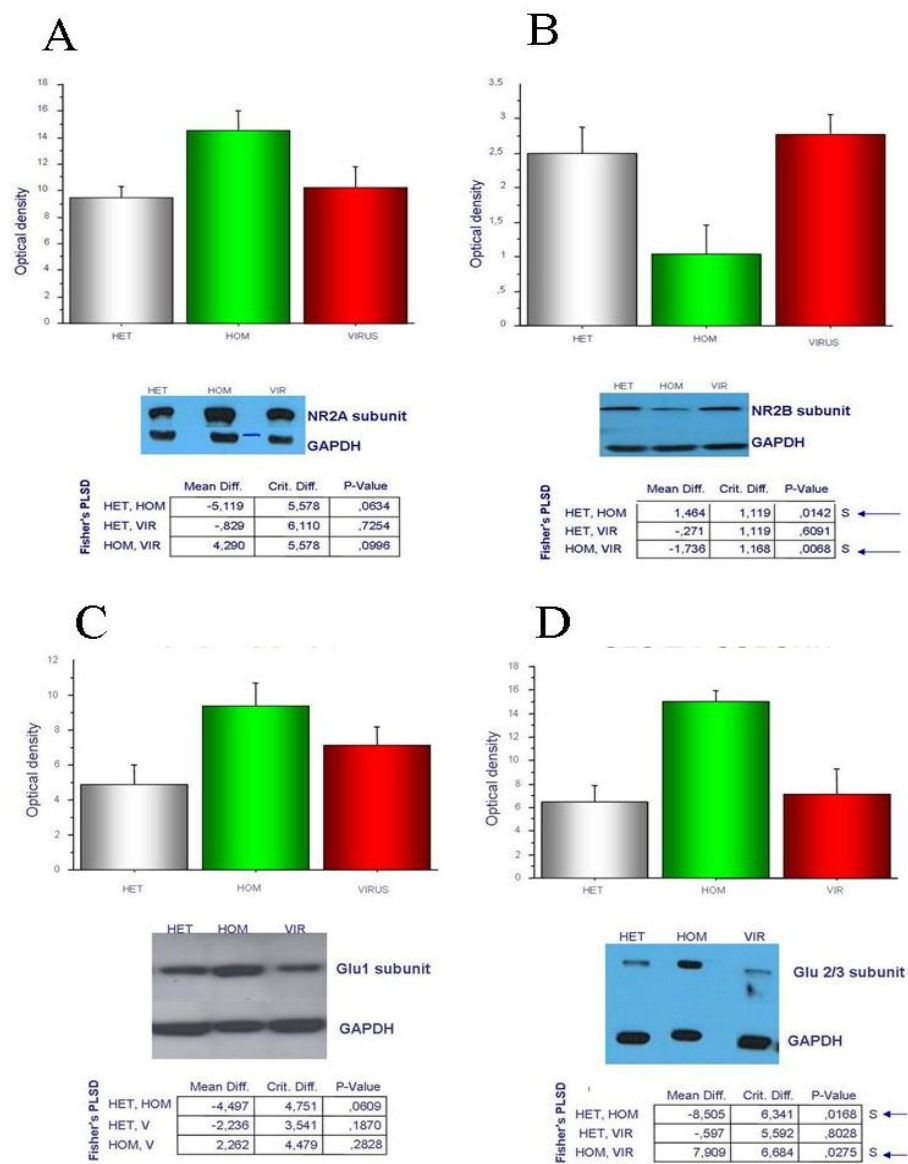 A
Optical density
18
16
14
12
10
8
6
4
2
0
HET HOM VIRUS
HET HOM VIR
NR2A subunit
GAPDH
Fisher's PLSD
Mean Diff. Crit. Diff. P-Value
HET, HOM -5,119 5,578 ,0634
HET, VIR -,829 6,110 ,7254
HOM, VIR 4,290 5,578 ,0996
B
Optical density
3,5
3
2,5
2
1,5
1
,5
0
HET HOM VIRUS
HET HOM VIR
NR2B subunit
GAPDH
Fisher's PLSD
Mean Diff. Crit. Diff. P-Value
HET, HOM 1,464 1,119 ,0142 S
HET, VIR -,271 1,119 ,6091
HOM, VIR -1,736 1,168 ,0068 S
C
Optical density
12
10
8
6
4
2
0
HET HOM VIRUS
HET HOM VIR
Glu1 subunit
GAPDH
Fisher's PLSD
Mean Diff. Crit. Diff. P-Value
HET, HOM -4,497 4,751 ,0609
HET, V -2,236 3,541 ,1870
HOM, V 2,262 4,479 ,2828
D
Optical density
18
16
14
12
10
8
6
4
2
0
HET HOM VIR
HET HOM VIR
Glu 2/3 subunit
GAPDH
Fisher's PLSD
Mean Diff. Crit. Diff. P-Value
HET, HOM -8,505 6,341 ,0168 S
HET, VIR -,597 5,592 ,8028
HOM, VIR 7,909 6,684 ,0275 S